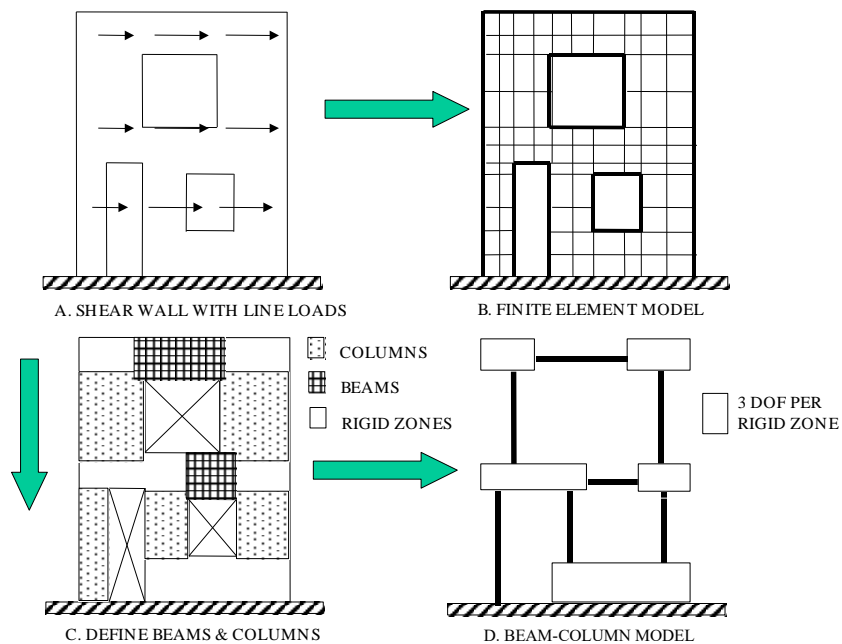 A. SHEAR WALL WITH LINE LOADS
B. FINITE ELEMENT MODEL
COLUMNS
BEAMS
RIGID ZONES
3 DOF PER
RIGID ZONE
C. DEFINE BEAMS & COLUMNS
D. BEAM-COLUMN MODEL